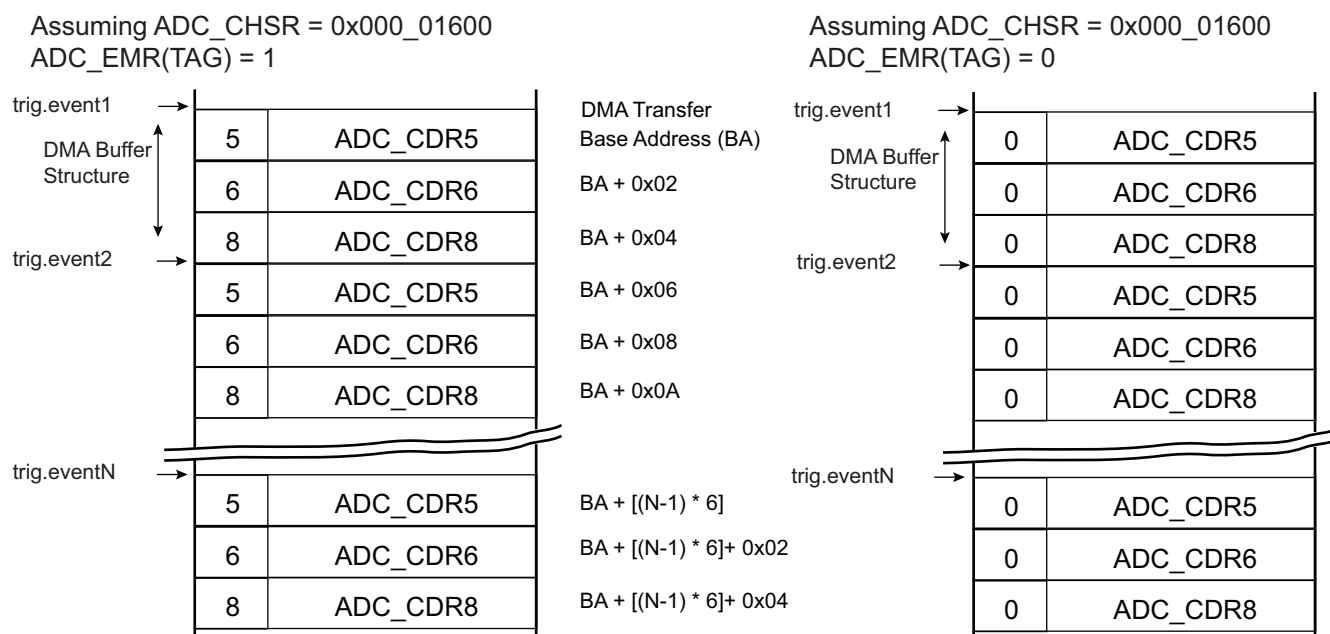 Assuming ADC_CHSR = 0x000_01600
ADC_EMR(TAG) = 1
trig.event1
DMA Buffer
Structure
5 ADC_CDR5
6 ADC_CDR6
8 ADC_CDR8
trig.event2
5 ADC_CDR5
6 ADC_CDR6
8 ADC_CDR8
trig.eventN
5 ADC_CDR5
6 ADC_CDR6
8 ADC_CDR8
DMA Transfer
Base Address (BA)
BA + 0x02
BA + 0x04
BA + 0x06
BA + 0x08
BA + 0x0A
BA + [(N-1) * 6]
BA + [(N-1) * 6]+ 0x02
BA + [(N-1) * 6]+ 0x04
Assuming ADC_CHSR = 0x000_01600
ADC_EMR(TAG) = 0
trig.event1
DMA Buffer
Structure
0 ADC_CDR5
0 ADC_CDR6
0 ADC_CDR8
trig.event2
0 ADC_CDR5
0 ADC_CDR6
0 ADC_CDR8
trig.eventN
0 ADC_CDR5
0 ADC_CDR6
0 ADC_CDR8